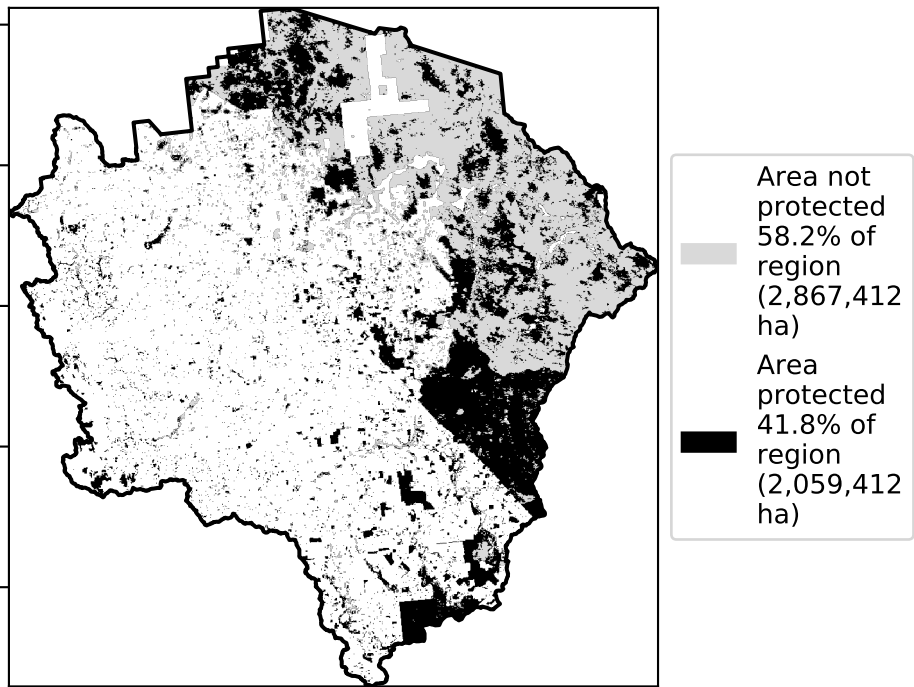 Area not
protected
58.2% of
region
(2,867,412
ha)
Area
protected
41.8% of
region
(2,059,412
ha)